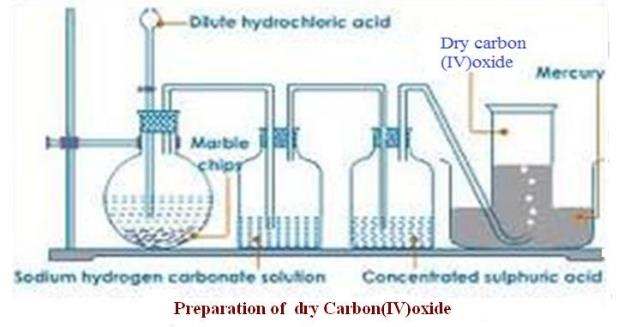 Dilute hydrochloric acid
Dry carbon
(IV)oxide
Mercury
Marble
chips
Sodium hydrogen carbonate solution
Concentrated sulphuric acid
Preparation of dry Carbon(IV)oxide